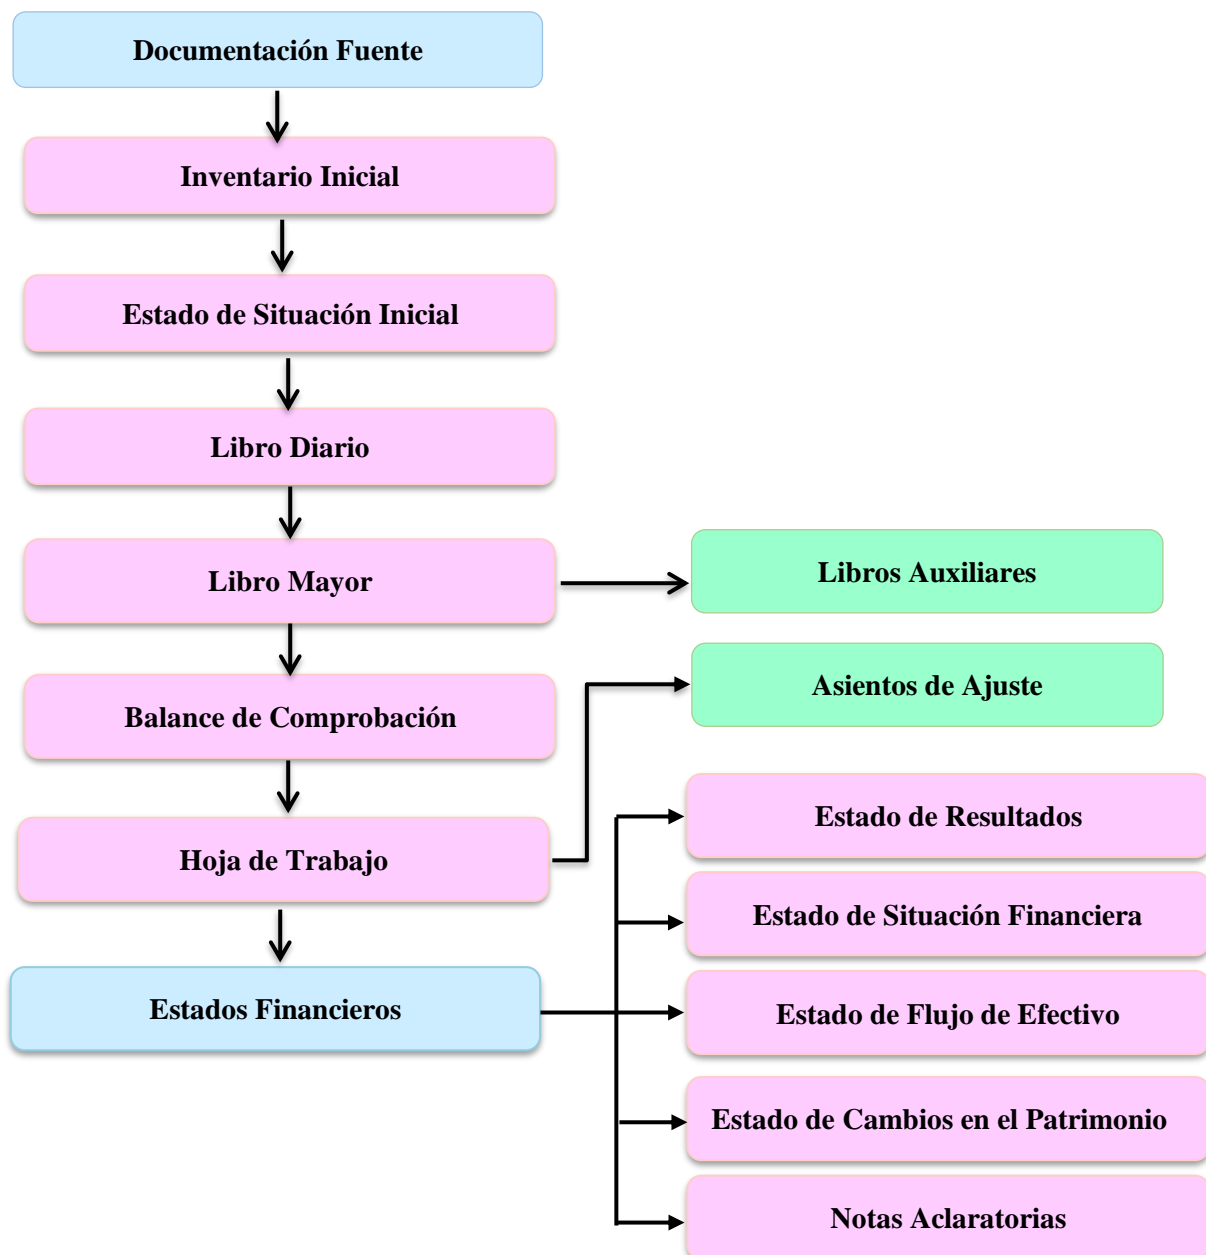 Documentación Fuente
Inventario Inicial
Estado de Situación Inicial
Libro Diario
Libro Mayor
Libros Auxiliares
Asientos de Ajuste
Balance de Comprobación
Estado de Resultados
Hoja de Trabajo
Estado de Situación Financiera
Estados Financieros
Estado de Flujo de Efectivo
Estado de Cambios en el Patrimonio
Notas Aclaratorias